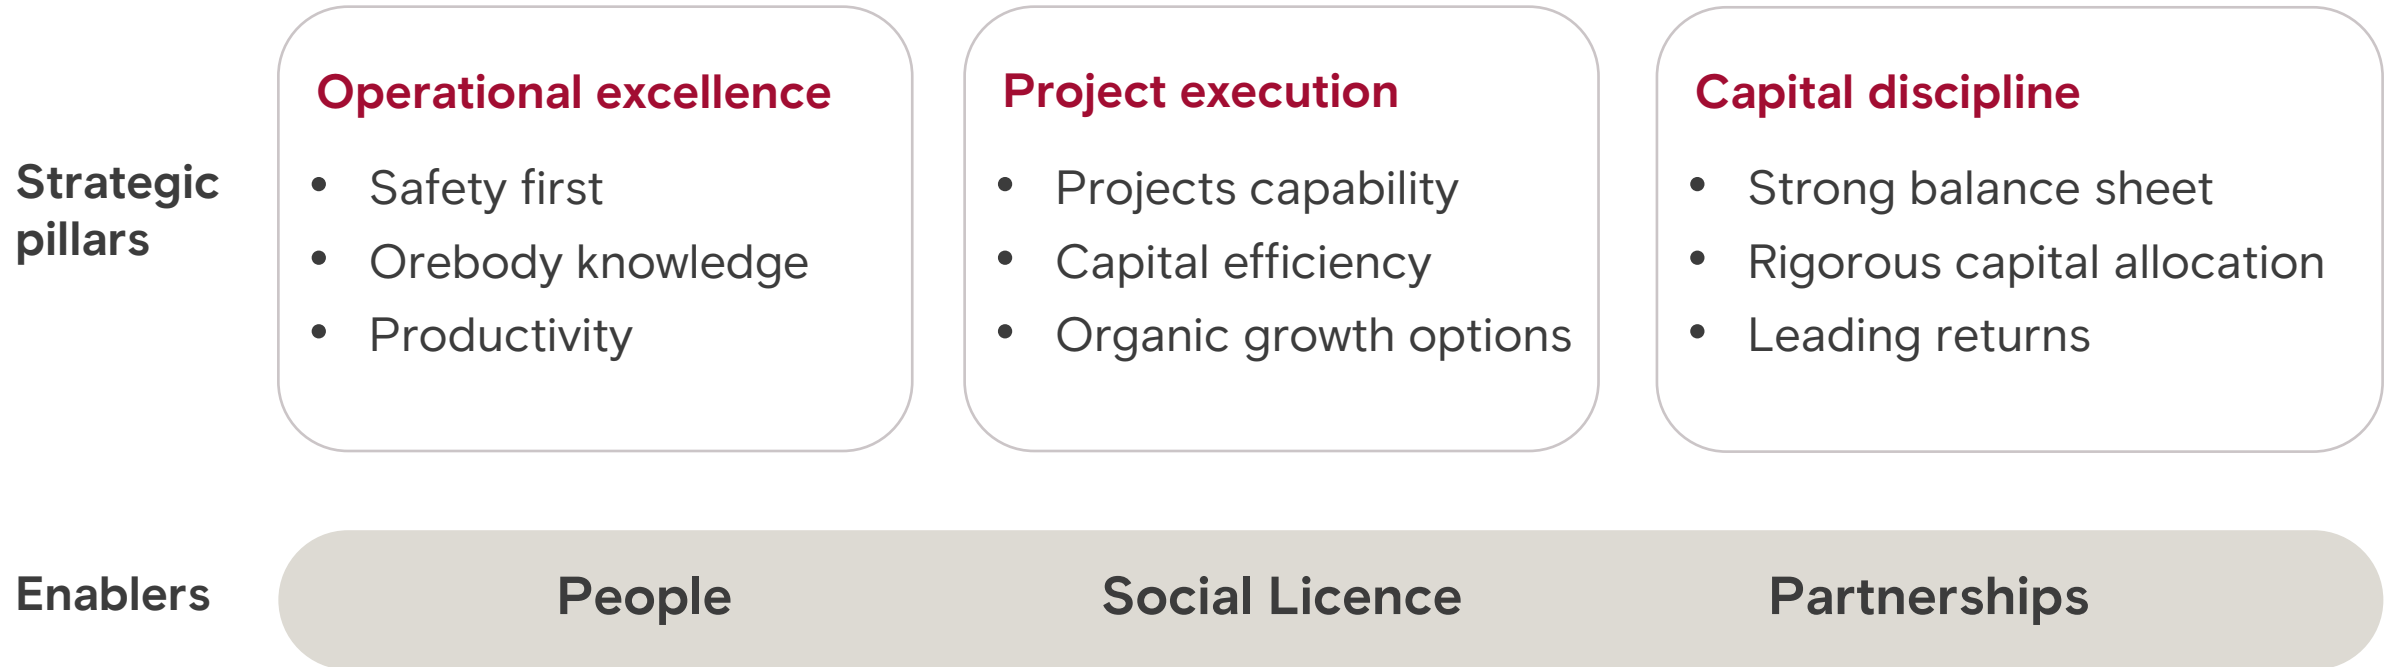 Strategic
pillars
Operational excellence
• Safety first
• Orebody knowledge
• Productivity
Project execution
• Projects capability
• Capital efficiency
• Organic growth options
Capital discipline
• Strong balance sheet
• Rigorous capital allocation
• Leading returns
Enablers
People
Social Licence
Partnerships